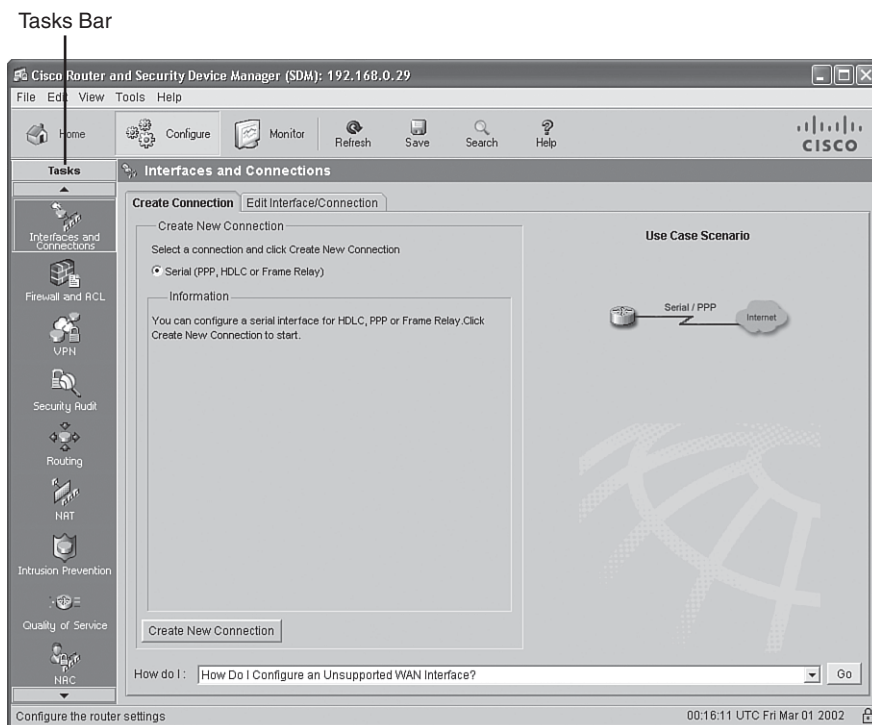 Tasks Bar
Cisco Router and Security Device Manager (SDM): 192.168.0.29
File Edit View Tools Help
Home Configure Monitor Refresh Save Search Help
CISCO
Tasks
Interfaces and Connections
Create Connection Edit Interface/Connection
Interfaces and
Connections
Firewall and ACL
VPN
Security Audit
Routing
NAT
Intrusion Prevention
Quality of Service
NAC
Create New Connection
Select a connection and click Create New Connection
Serial (PPP, HDLC or Frame Relay)
Information
You can configure a serial interface for HDLC, PPP or Frame Relay.Click
Create New Connection to start.
Use Case Scenario
Serial / PPP
Internet
Create New Connection
How do I : How Do I Configure an Unsupported WAN Interface? Go
Configure the router settings
00:16:11 UTC Fri Mar 01 2002